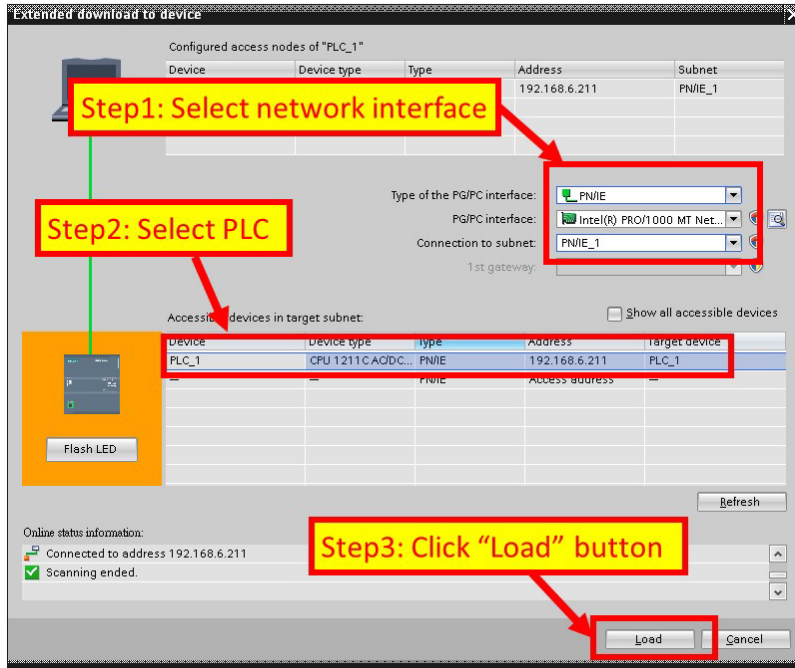 Extended download to device
Configured access nodes of "PLC_1"
Device Device type Type Address Subnet
192.168.6.211 PN/IE_1
Step1: Select network interface
Type of the PG/PC interface: PN/IE
PG/PC interface: Intel(R) PRO/1000 MT Net...
Connection to subnet: PN/IE_1
1st gateway:
Step2: Select PLC
Accessible devices in target subnet: Show all accessible devices
Device Device type Type Address Target device
PLC_1 CPU 1211C AC/DC... PN/IE 192.168.6.211 PLC_1
— — PN/IE Access address —
Flash LED
Refresh
Online status information:
Connected to address 192.168.6.211
Scanning ended.
Step3: Click “Load” button
Load Cancel